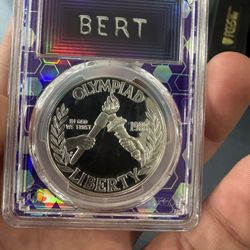 BERT
OLYMPIAD
IN GOD
WE TRUST
1988
LIBERTY